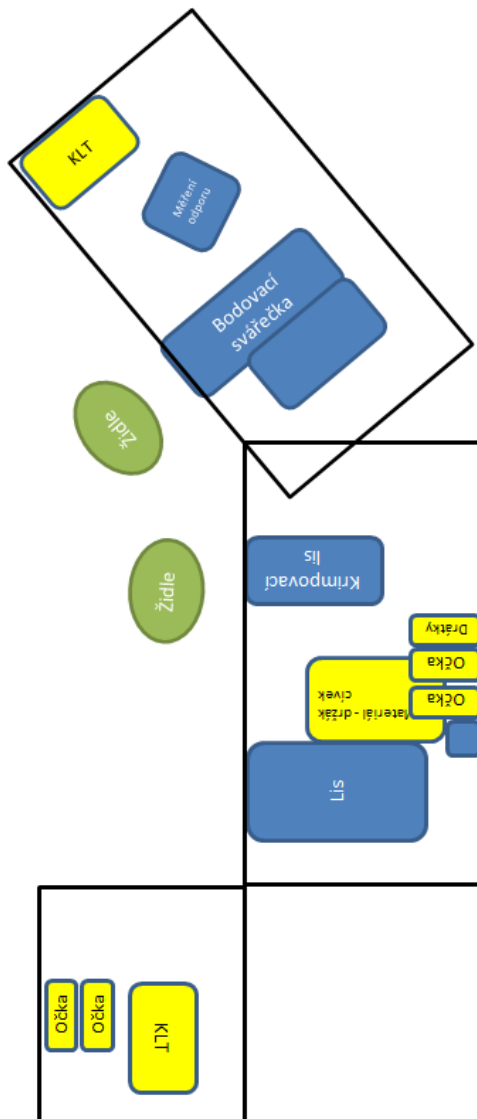 KLT
Měření
odporu
Bodovací
svářečka
Židle
Židle
Krimpovací
lis
Drátky
Očka
Očka
Materiál - držák
cívek
Lis
Očka
Očka
KLT